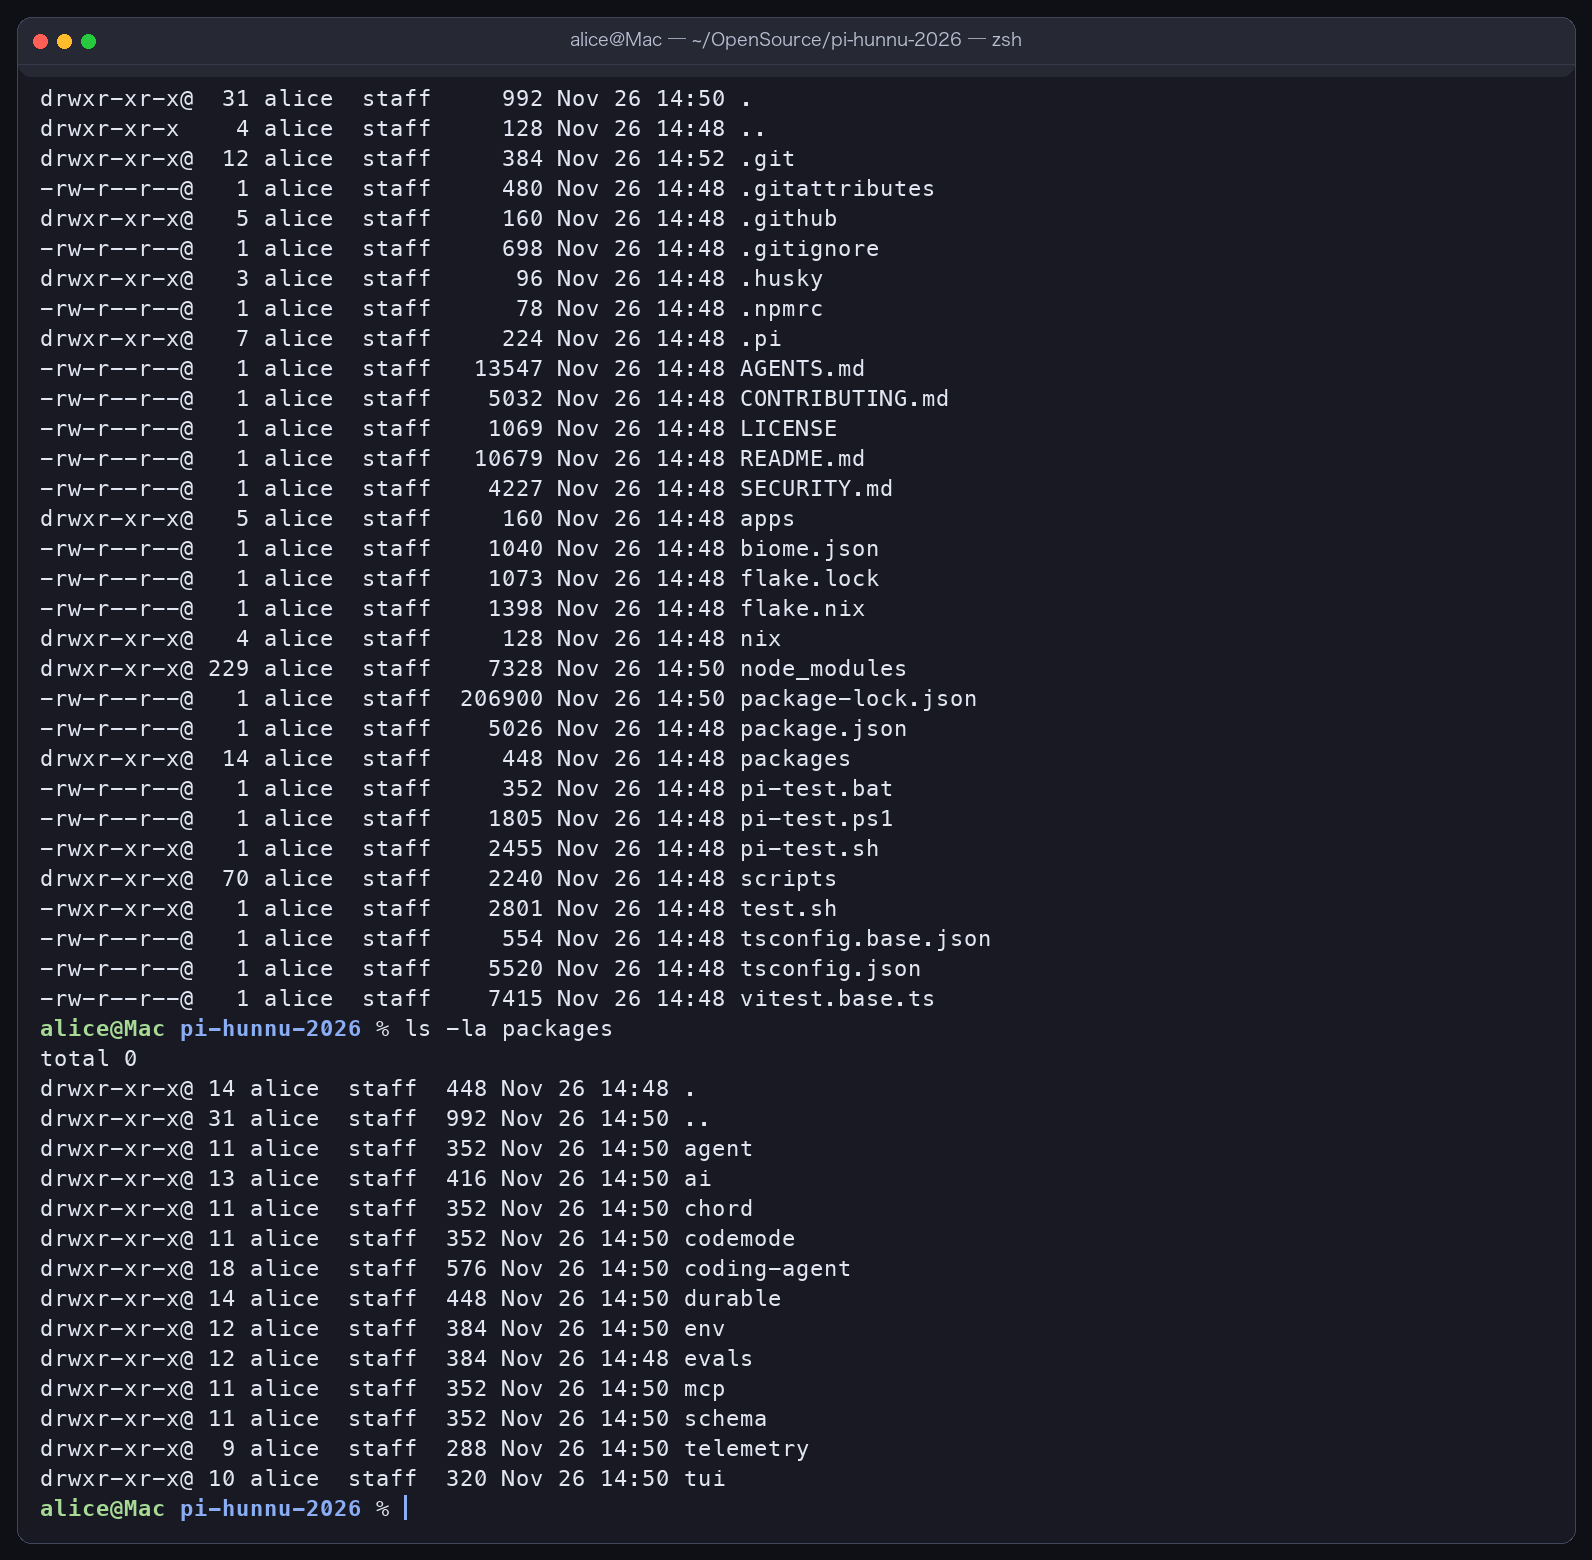 alice@Mac — ~/OpenSource/pi-hunnu-2026 — zsh
drwxr-xr-x@  31 alice  staff     992 Nov 26 14:50 .
drwxr-xr-x    4 alice  staff     128 Nov 26 14:48 ..
drwxr-xr-x@  12 alice  staff     384 Nov 26 14:52 .git
-rw-r--r--@   1 alice  staff     480 Nov 26 14:48 .gitattributes
drwxr-xr-x@   5 alice  staff     160 Nov 26 14:48 .github
-rw-r--r--@   1 alice  staff     698 Nov 26 14:48 .gitignore
drwxr-xr-x@   3 alice  staff      96 Nov 26 14:48 .husky
-rw-r--r--@   1 alice  staff      78 Nov 26 14:48 .npmrc
drwxr-xr-x@   7 alice  staff     224 Nov 26 14:48 .pi
-rw-r--r--@   1 alice  staff   13547 Nov 26 14:48 AGENTS.md
-rw-r--r--@   1 alice  staff    5032 Nov 26 14:48 CONTRIBUTING.md
-rw-r--r--@   1 alice  staff    1069 Nov 26 14:48 LICENSE
-rw-r--r--@   1 alice  staff   10679 Nov 26 14:48 README.md
-rw-r--r--@   1 alice  staff    4227 Nov 26 14:48 SECURITY.md
drwxr-xr-x@   5 alice  staff     160 Nov 26 14:48 apps
-rw-r--r--@   1 alice  staff    1040 Nov 26 14:48 biome.json
-rw-r--r--@   1 alice  staff    1073 Nov 26 14:48 flake.lock
-rw-r--r--@   1 alice  staff    1398 Nov 26 14:48 flake.nix
drwxr-xr-x@   4 alice  staff     128 Nov 26 14:48 nix
drwxr-xr-x@ 229 alice  staff    7328 Nov 26 14:50 node_modules
-rw-r--r--@   1 alice  staff  206900 Nov 26 14:50 package-lock.json
-rw-r--r--@   1 alice  staff    5026 Nov 26 14:48 package.json
drwxr-xr-x@  14 alice  staff     448 Nov 26 14:48 packages
-rw-r--r--@   1 alice  staff     352 Nov 26 14:48 pi-test.bat
-rw-r--r--@   1 alice  staff    1805 Nov 26 14:48 pi-test.ps1
-rwxr-xr-x@   1 alice  staff    2455 Nov 26 14:48 pi-test.sh
drwxr-xr-x@  70 alice  staff    2240 Nov 26 14:48 scripts
-rwxr-xr-x@   1 alice  staff    2801 Nov 26 14:48 test.sh
-rw-r--r--@   1 alice  staff     554 Nov 26 14:48 tsconfig.base.json
-rw-r--r--@   1 alice  staff    5520 Nov 26 14:48 tsconfig.json
-rw-r--r--@   1 alice  staff    7415 Nov 26 14:48 vitest.base.ts
alice@Mac pi-hunnu-2026 % ls -la packages
total 0
drwxr-xr-x@ 14 alice  staff  448 Nov 26 14:48 .
drwxr-xr-x@ 31 alice  staff  992 Nov 26 14:50 ..
drwxr-xr-x@ 11 alice  staff  352 Nov 26 14:50 agent
drwxr-xr-x@ 13 alice  staff  416 Nov 26 14:50 ai
drwxr-xr-x@ 11 alice  staff  352 Nov 26 14:50 chord
drwxr-xr-x@ 11 alice  staff  352 Nov 26 14:50 codemode
drwxr-xr-x@ 18 alice  staff  576 Nov 26 14:50 coding-agent
drwxr-xr-x@ 14 alice  staff  448 Nov 26 14:50 durable
drwxr-xr-x@ 12 alice  staff  384 Nov 26 14:50 env
drwxr-xr-x@ 12 alice  staff  384 Nov 26 14:48 evals
drwxr-xr-x@ 11 alice  staff  352 Nov 26 14:50 mcp
drwxr-xr-x@ 11 alice  staff  352 Nov 26 14:50 schema
drwxr-xr-x@  9 alice  staff  288 Nov 26 14:50 telemetry
drwxr-xr-x@ 10 alice  staff  320 Nov 26 14:50 tui
alice@Mac pi-hunnu-2026 %